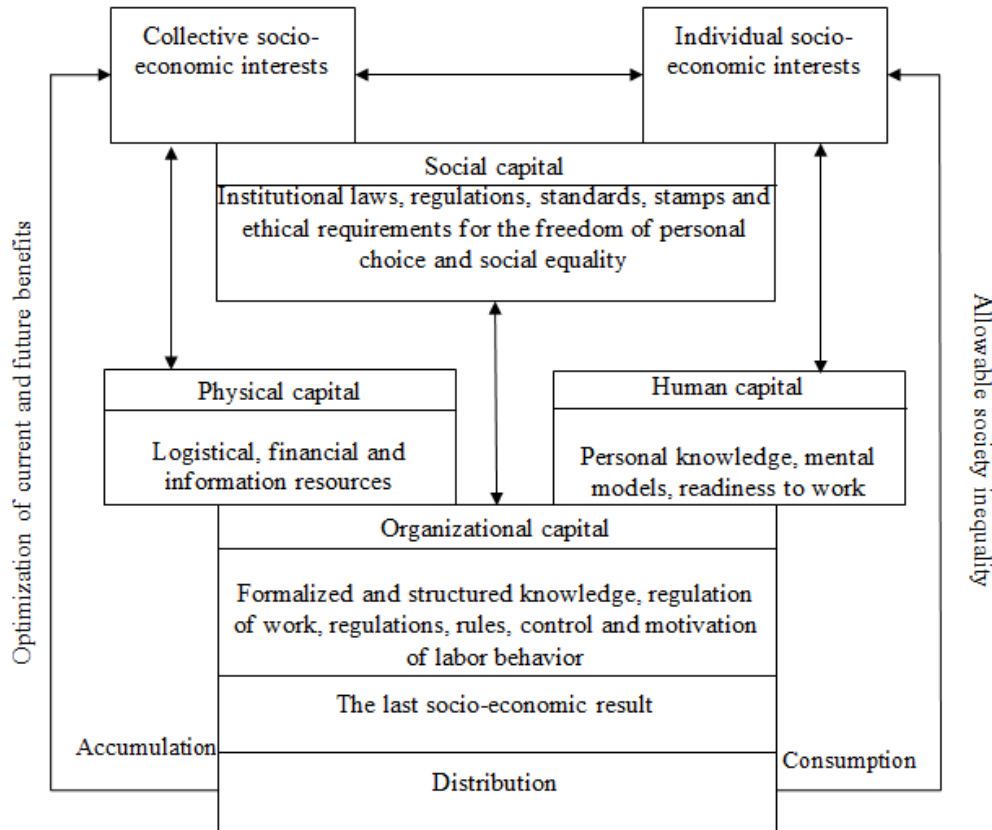 Collective socio-
economic interests
Individual socio-
economic interests
Social capital
Institutional laws, regulations, standards, stamps and
ethical requirements for the freedom of personal
choice and social equality
Optimization of current and future benefits
Allowable society inequality
Physical capital
Logistical, financial and
information resources
Human capital
Personal knowledge, mental
models, readiness to work
Organizational capital
Formalized and structured knowledge, regulation
of work, regulations, rules, control and motivation
of labor behavior
The last socio-economic result
Accumulation
Consumption
Distribution